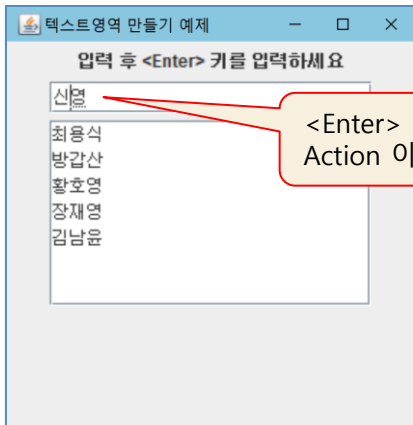 텍스트영역 만들기 예제
입력 후 <Enter> 키를 입력하세요
신명
<Enter>
Action
최용식
방갑산
황호영
장재영
김남윤